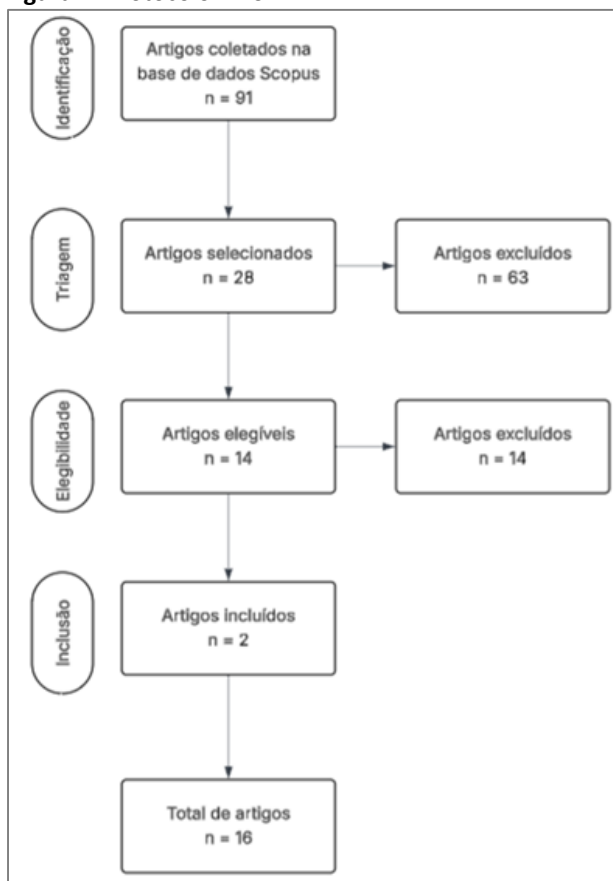 Identificação
Artigos coletados na
base de dados Scopus
n = 91
Triagem
Artigos selecionados
n = 28
Artigos excluídos
n = 63
Elegibilidade
Artigos elegíveis
n = 14
Artigos excluídos
n = 14
Inclusão
Artigos incluídos
n = 2
Total de artigos
n = 16